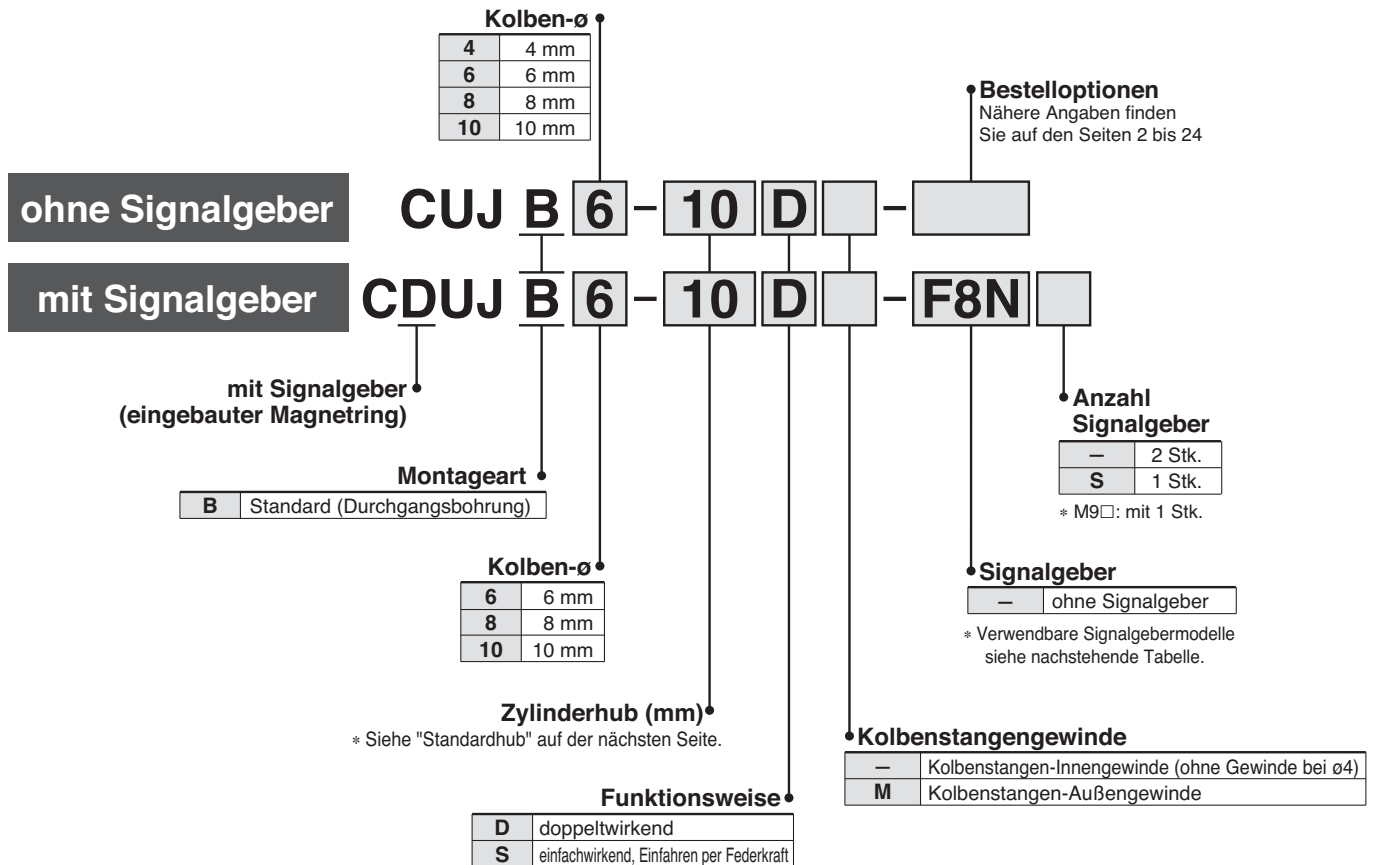 Kolben-ø
4 4 mm
6 6 mm
8 8 mm
10 10 mm
Bestelloptionen
Nähere Angaben finden
Sie auf den Seiten 2 bis 24
ohne Signalgeber CUJ B 6 – 10 D –
mit Signalgeber CDUJ B 6 – 10 D – F8N
mit Signalgeber
(eingebauter Magnetring)
Anzahl
Signalgeber
– 2 Stk.
S 1 Stk.
* M9□: mit 1 Stk.
Montageart
B Standard (Durchgangsbohrung)
Kolben-ø
6 6 mm
8 8 mm
10 10 mm
Signalgeber
– ohne Signalgeber
* Verwendbare Signalgebermodelle
siehe nachstehende Tabelle.
Zylinderhub (mm)
* Siehe "Standardhub" auf der nächsten Seite.
Kolbenstangengewinde
– Kolbenstangen-Innengewinde (ohne Gewinde bei ø4)
M Kolbenstangen-Außengewinde
Funktionsweise
D doppeltwirkend
S einfachwirkend, Einfahren per Federkraft